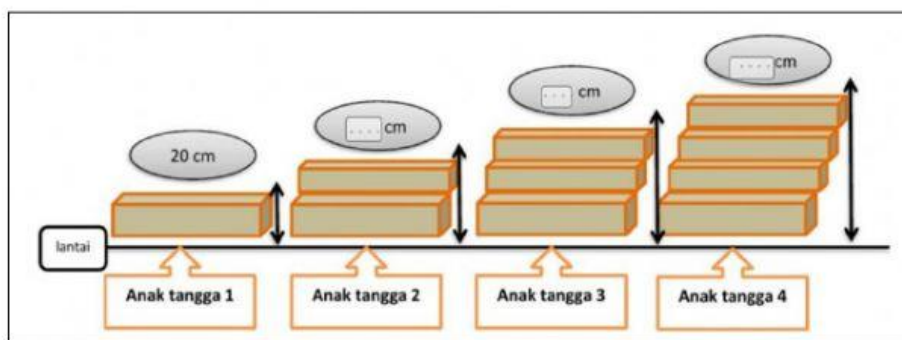 20 cm
.... cm
... cm
.... cm
lantai
Anak tangga 1
Anak tangga 2
Anak tangga 3
Anak tangga 4